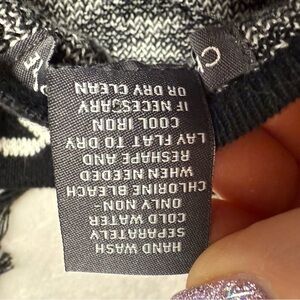 HAND WASH
SEPARATELY
COLD WATER
ONLY NON-
CHLORINE BLEACH
WHEN NEEDED
RESHAPE AND
LAY FLAT TO DRY
COOL IRON
IF NECESSARY
OR DRY CLEAN